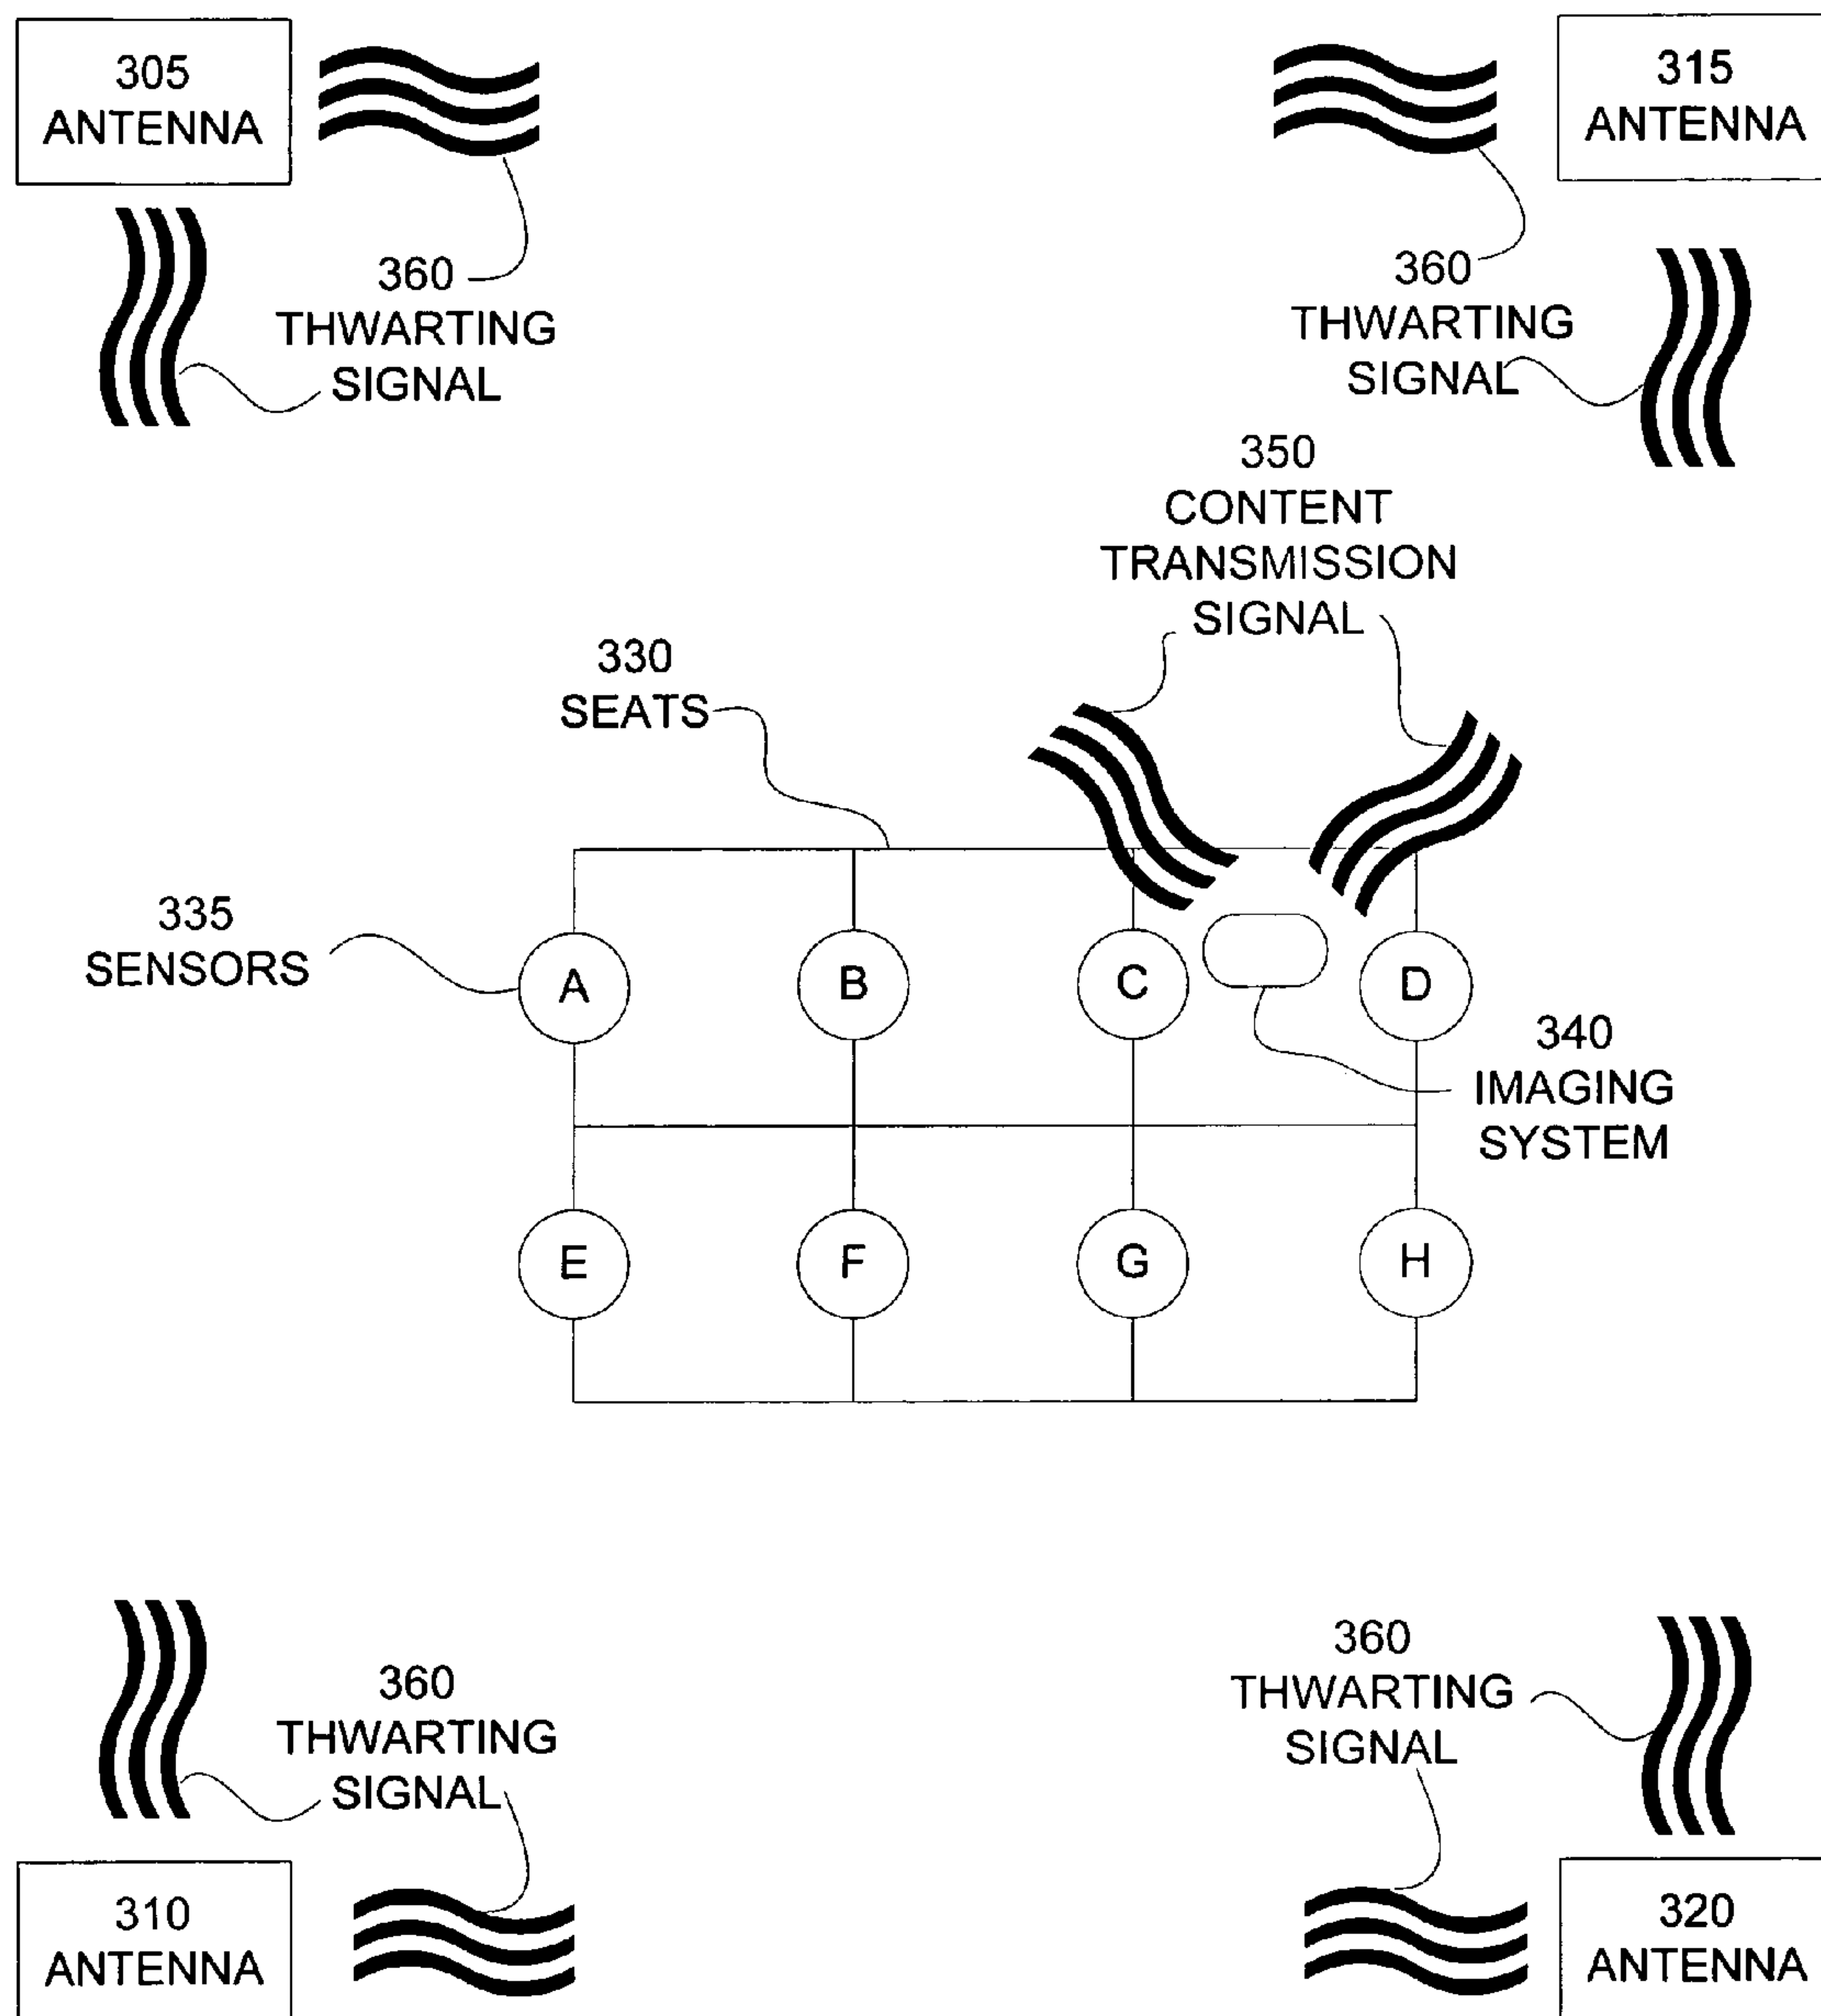 305
ANTENNA
315
ANTENNA
360
THWARTING
SIGNAL
360
THWARTING
SIGNAL
350
CONTENT
TRANSMISSION
SIGNAL
330
SEATS
335
SENSORS
A
B
C
D
340
IMAGING
SYSTEM
E
F
G
H
360
THWARTING
SIGNAL
360
THWARTING
SIGNAL
310
ANTENNA
320
ANTENNA